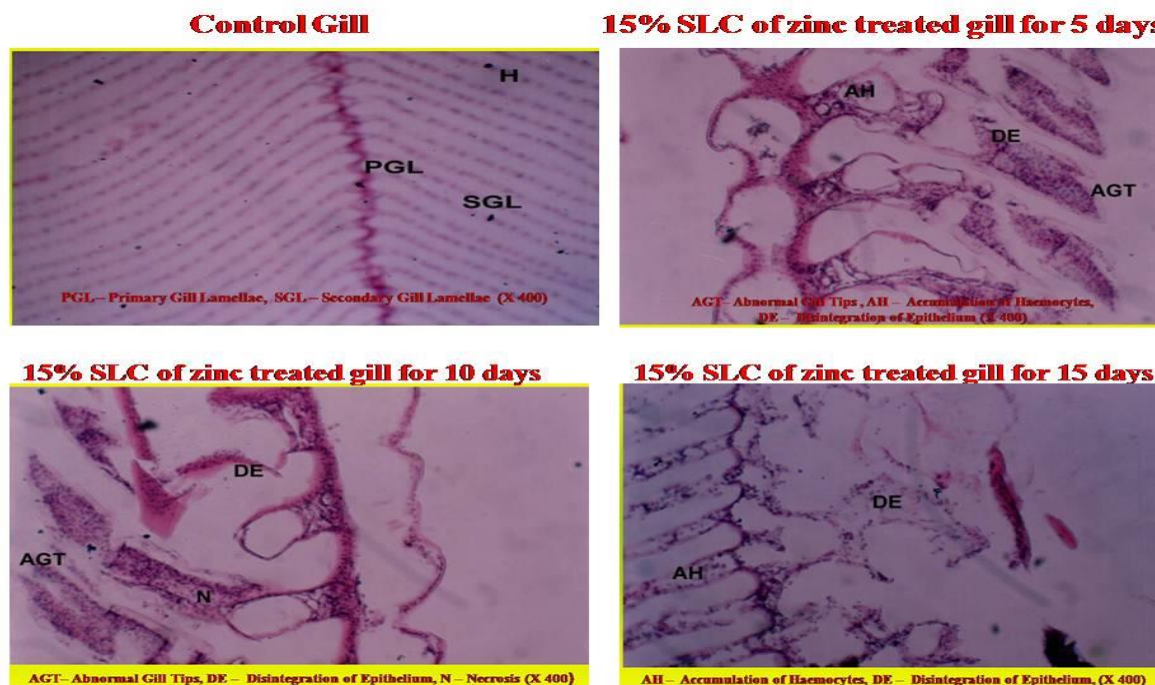 Control Gill
15% SLC of zinc treated gill for 5 days
H
PGL
SGL
PGL – Primary Gill Lamellae, SGL – Secondary Gill Lamellae (X 400)
AH
DE
AGT
AGT– Abnormal Gill Tips , AH – Accumulation of Haemocytes,
DE – Disintegration of Epithelium (X 400)
15% SLC of zinc treated gill for 10 days
15% SLC of zinc treated gill for 15 days
DE
AGT
N
AGT– Abnormal Gill Tips, DE – Disintegration of Epithelium, N – Necrosis (X 400)
DE
AH
AH – Accumulation of Haemocytes, DE – Disintegration of Epithelium, (X 400)